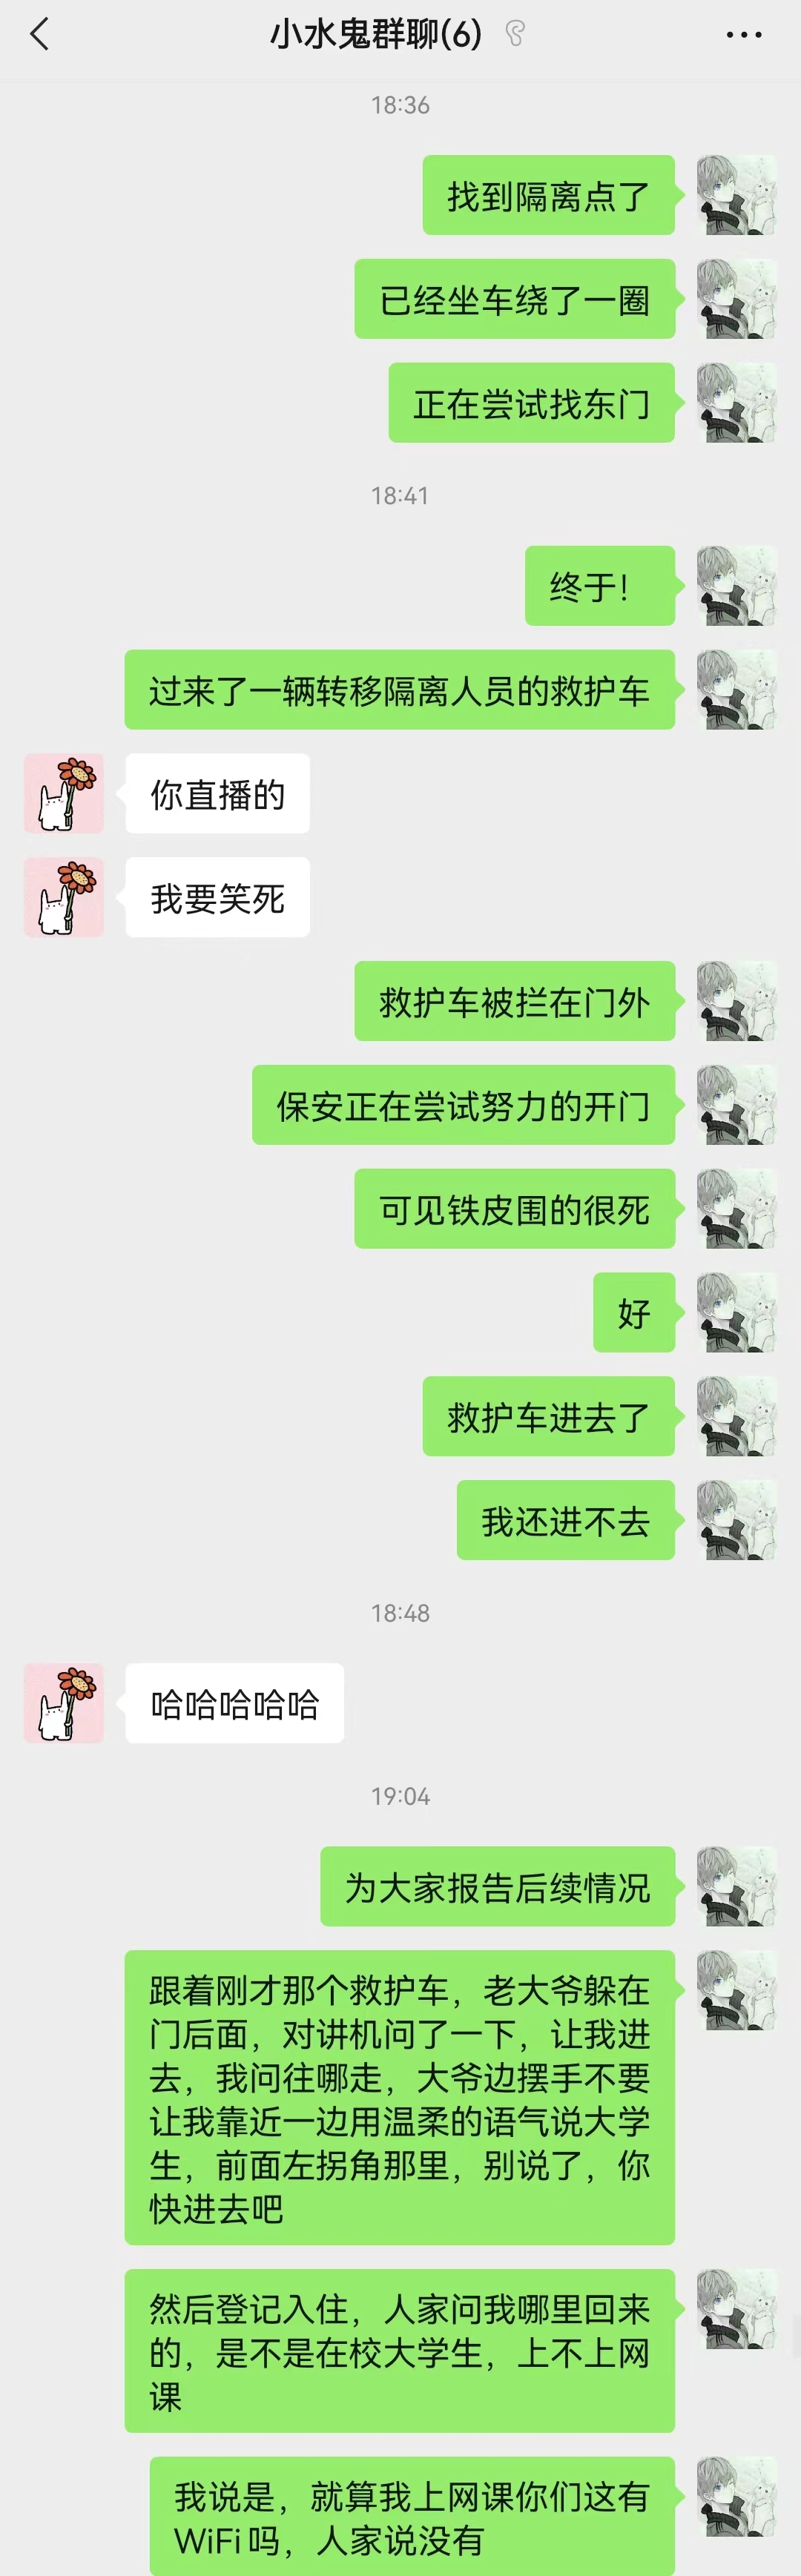 小水鬼群聊(6)
18:36
找到隔离点了
已经坐车绕了一圈
正在尝试找东门
18:41
终于！
过来了一辆转移隔离人员的救护车
你直播的
我要笑死
救护车被拦在门外
保安正在尝试努力的开门
可见铁皮围的很死
好
救护车进去了
我还进不去
18:48
哈哈哈哈哈
19:04
为大家报告后续情况
跟着刚才那个救护车，老大爷躲在
门后面，对讲机问了一下，让我进
去，我问往哪走，大爷边摆手不要
让我靠近一边用温柔的语气说大学
生，前面左拐角那里，别说了，你
快进去吧
然后登记入住，人家问我哪里回来
的，是不是在校大学生，上不上网
课
我说是，就算我上网课你们这有
WiFi吗，人家说没有